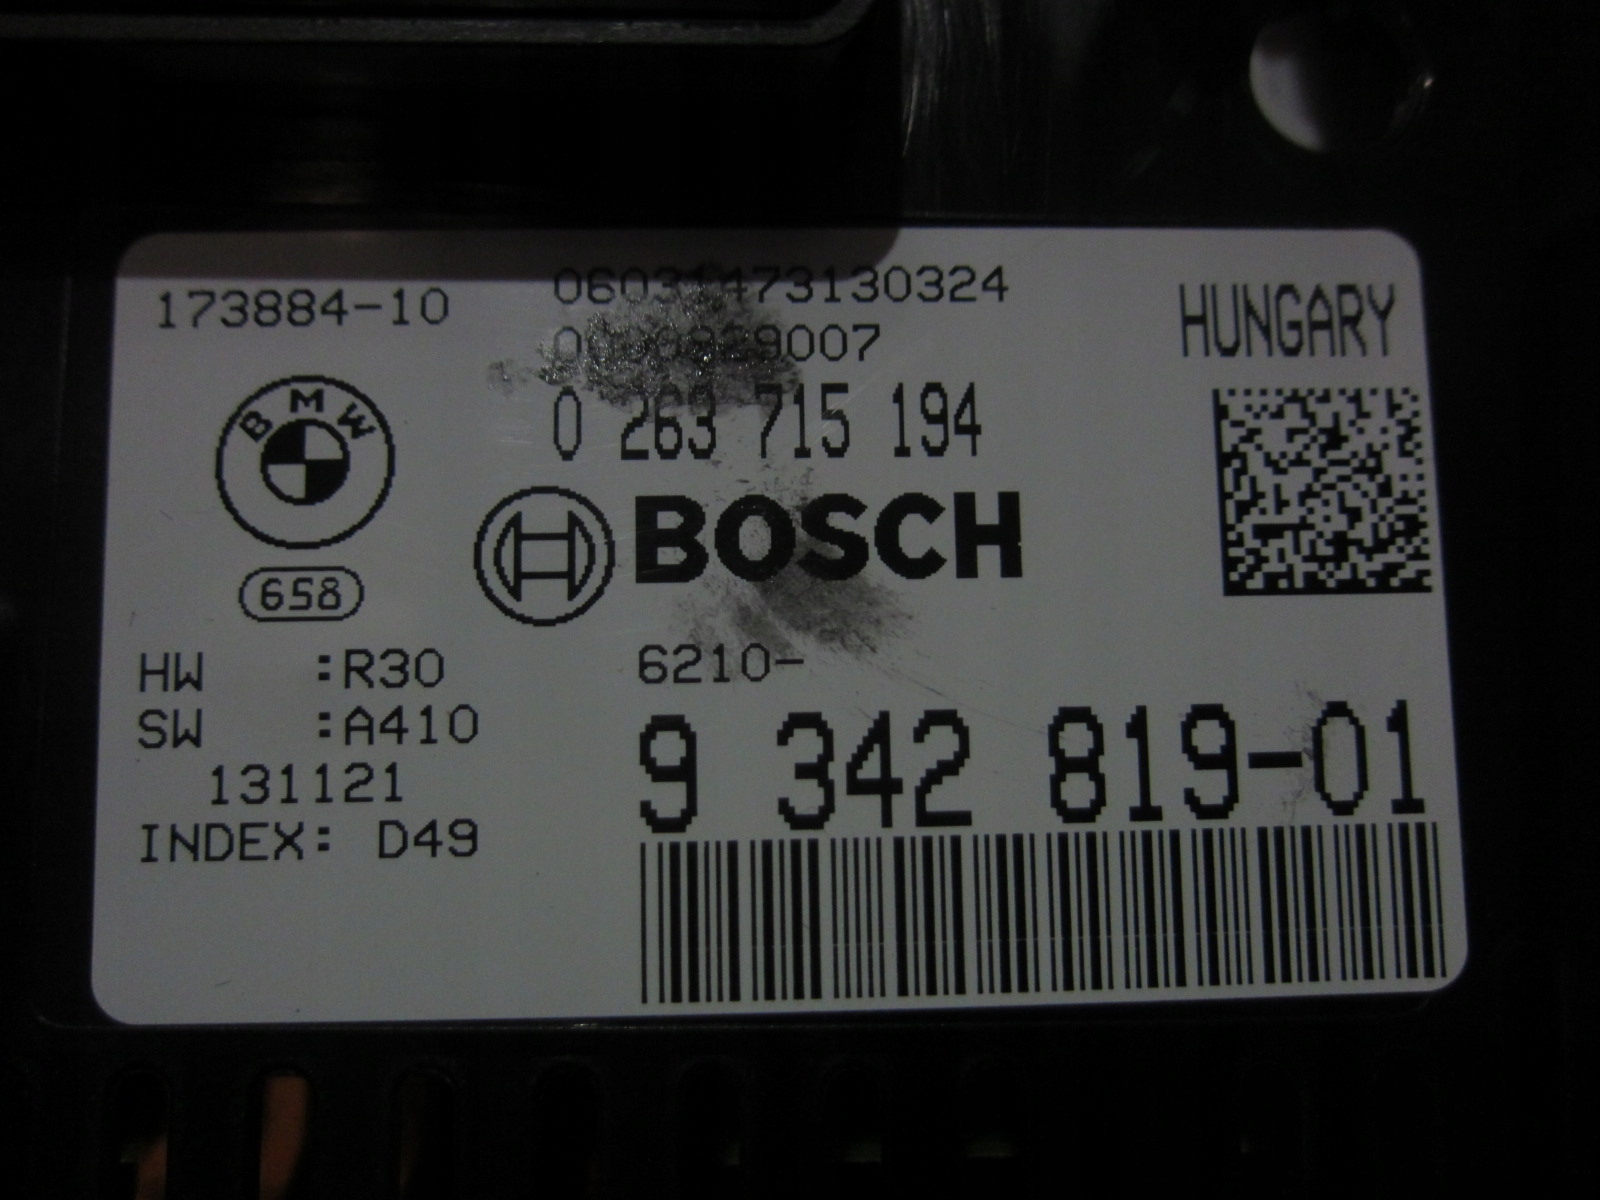 173884-10
06031473130324
HUNGARY
0 263 715 194
BMW
BOSCH
658
HW :R30
6210-
SW :A410
9 342 819-01
131121
INDEX: D49